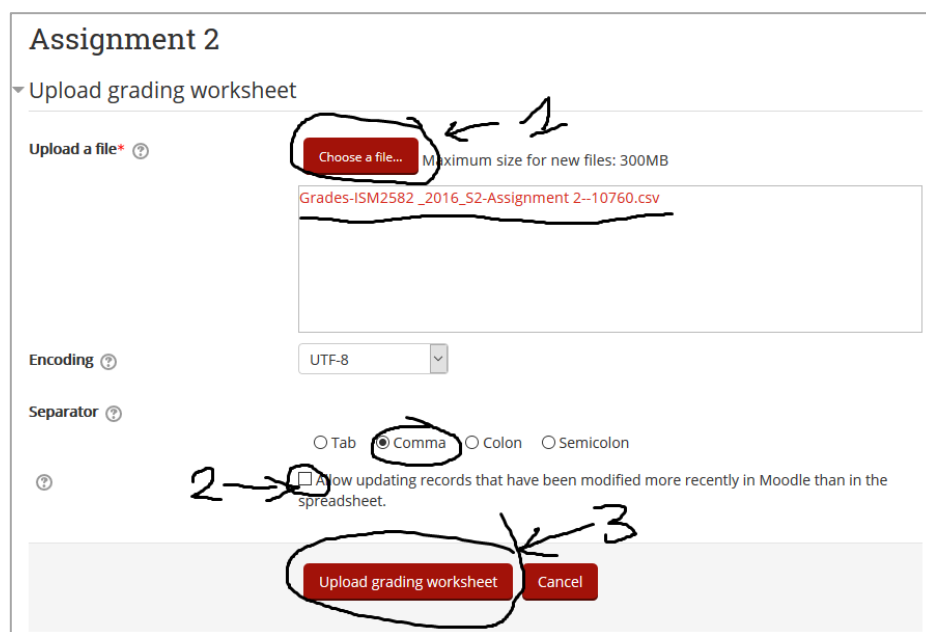 Assignment 2
Upload grading worksheet
1
Upload a file*
Choose a file... Maximum size for new files: 300MB
Grades-ISM2582 _2016_S2-Assignment 2--10760.csv
Encoding
UTF-8
Separator
Tab Comma Colon Semicolon
2 Allow updating records that have been modified more recently in Moodle than in the
spreadsheet.
3
Upload grading worksheet Cancel